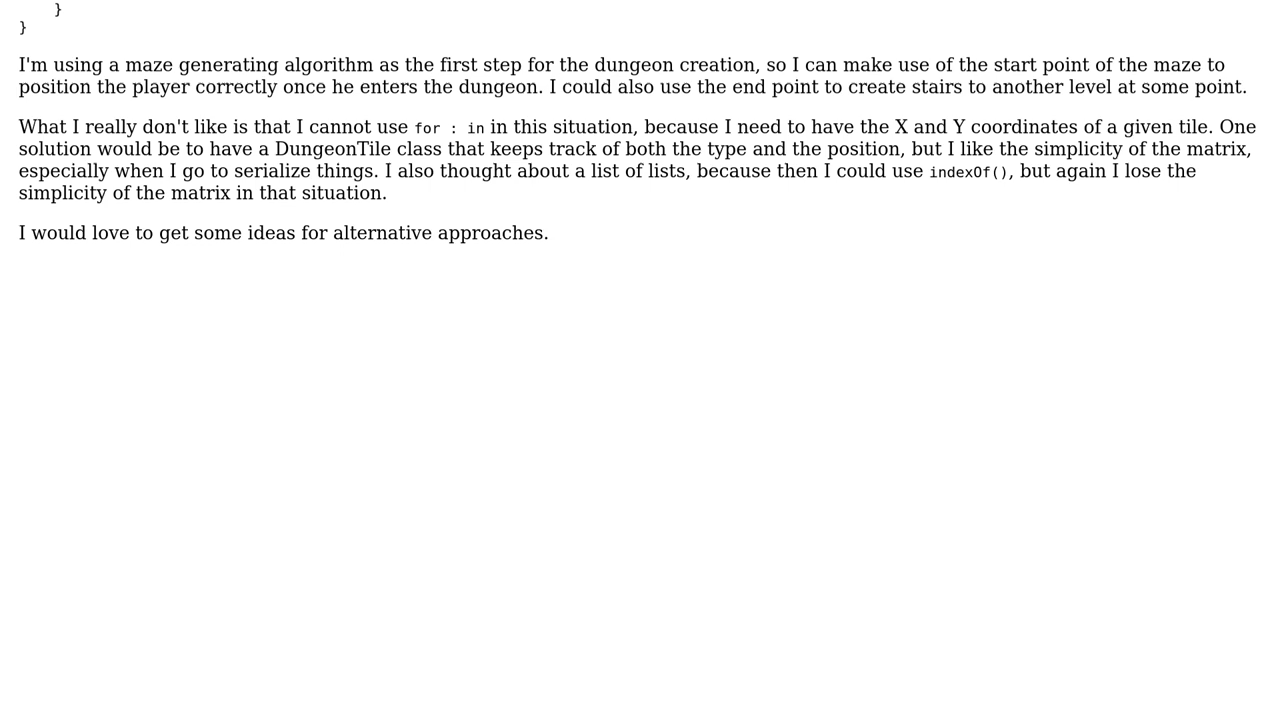 }
}
I'm using a maze generating algorithm as the first step for the dungeon creation, so I can make use of the start point of the maze to
position the player correctly once he enters the dungeon. I could also use the end point to create stairs to another level at some point.
What I really don't like is that I cannot use for : in in this situation, because I need to have the X and Y coordinates of a given tile. One
solution would be to have a DungeonTile class that keeps track of both the type and the position, but I like the simplicity of the matrix,
especially when I go to serialize things. I also thought about a list of lists, because then I could use indexOf(), but again I lose the
simplicity of the matrix in that situation.
I would love to get some ideas for alternative approaches.